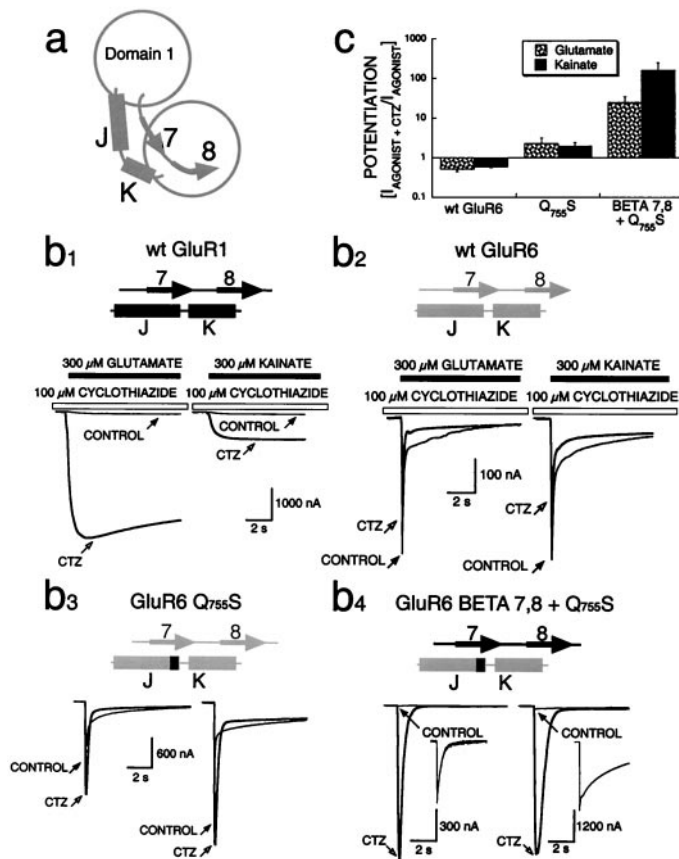 a
Domain 1
J
7
8
K
c
POTENTIATION
[I AGONIST + CTZ/I AGONIST]
1000
100
10
1
0.1
Glutamate
Kainate
wt GluR6
Q755S
BETA 7,8
+ Q755S
b1
wt GluR1
7
8
J
K
300 µM GLUTAMATE
300 µM KAINATE
100 µM CYCLOTHIAZIDE
100 µM CYCLOTHIAZIDE
CONTROL
CONTROL
CTZ
CTZ
1000 nA
2 s
b2
wt GluR6
7
8
J
K
300 µM GLUTAMATE
300 µM KAINATE
100 µM CYCLOTHIAZIDE
100 µM CYCLOTHIAZIDE
100 nA
2 s
CTZ
CTZ
CONTROL
CONTROL
b3
GluR6 Q755S
7
8
J
K
CONTROL
600 nA
2 s
CTZ
CONTROL
CTZ
b4
GluR6 BETA 7,8 + Q755S
7
8
J
K
CONTROL
CONTROL
300 nA
2 s
1200 nA
2 s
CTZ
CTZ